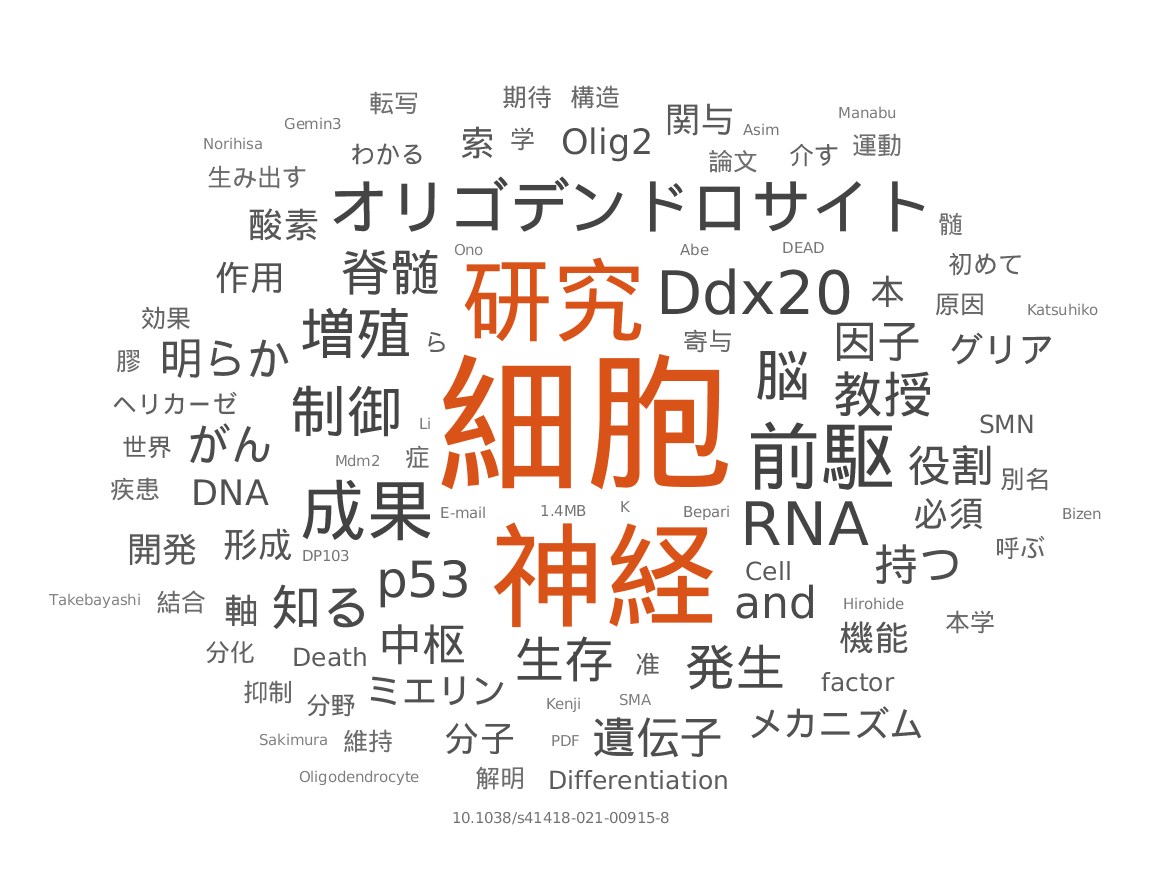 転写
期待
構造
Gemin3
関与
Manabu
Norihisa
わかる
索
学
Olig2
Asim
論文
介す
運動
生み出す
酸素
オリゴデンドロサイト
髄
作用
脊髄
Ono
研究
Abe
DEAD
Ddx20
本
初めて
原因
Katsuhiko
効果
膠
明らか
増殖
ら
寄与
因子
グリア
脳
教授
ヘリカーゼ
制御
Li
細胞
SMN
世界
がん
Mdm2
症
前駆
役割
別名
疾患
DNA
成果
E-mail
1.4MB
K
Bepari
RNA
必須
Bizen
開発
形成
DP103
神経
持つ
呼ぶ
Takebayashi
結合
軸
知る
p53
Cell
and
Hirohide
本学
機能
分化
Death
中枢
生存
准
発生
factor
抑制
分野
ミエリン
Kenji
SMA
メカニズム
Sakimura
維持
分子
PDF
遺伝子
Oligodendrocyte
解明
Differentiation
10.1038/s41418-021-00915-8